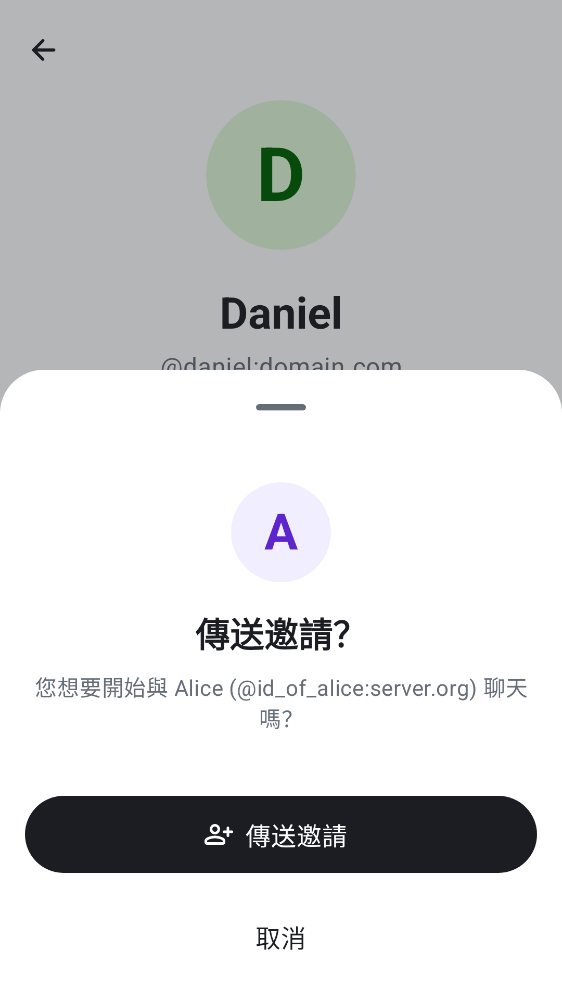 D
Daniel
@daniel:domain.com
A
傳送邀請?
您想要開始與 Alice (@id_of_alice:server.org) 聊天
嗎?
傳送邀請
取消